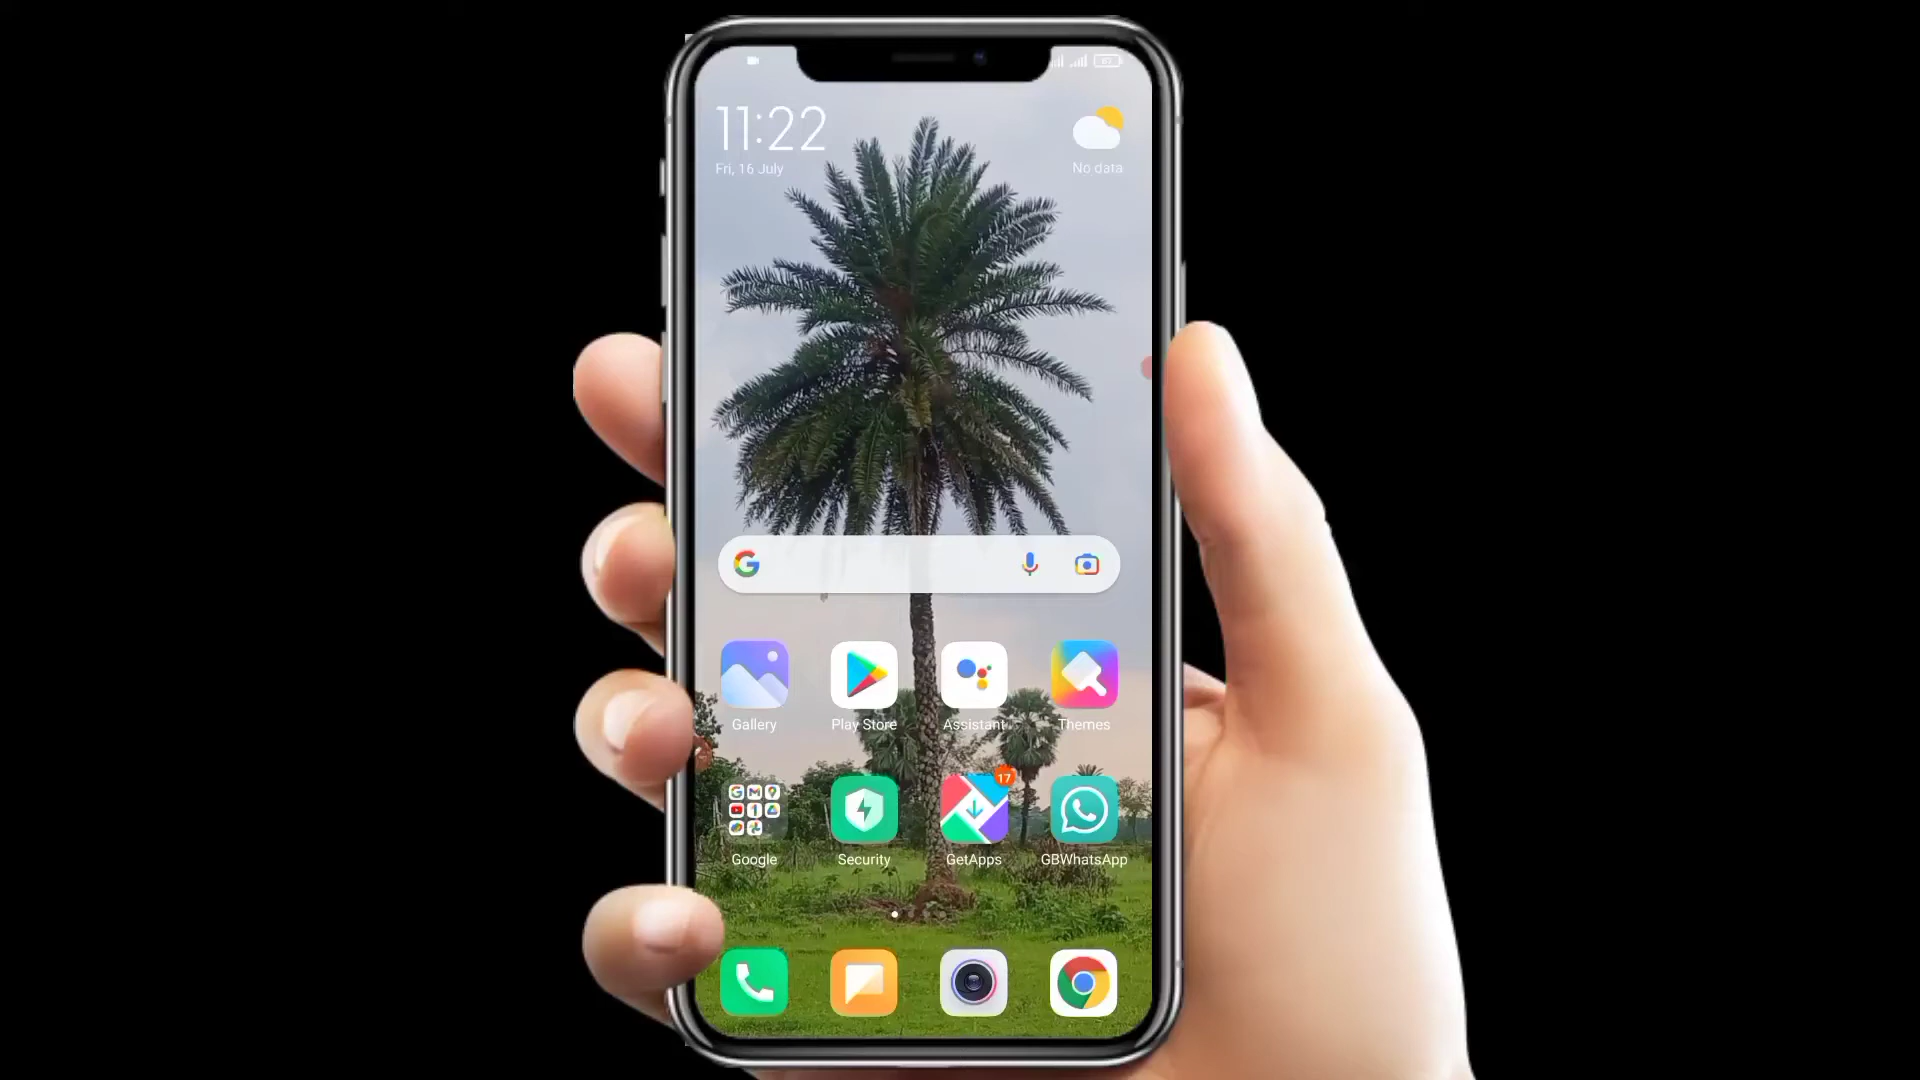 11:22
Fri, 16 July
No data
Gallery
Play Store
Assistant
Themes
17
Google
Security
GetApps
GBWhatsApp